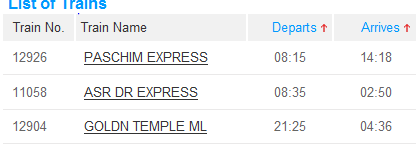 List of Trains
Train No. Train Name Departs Arrives
12926 PASCHIM EXPRESS 08:15 14:18
11058 ASR DR EXPRESS 08:35 02:50
12904 GOLDN TEMPLE ML 21:25 04:36